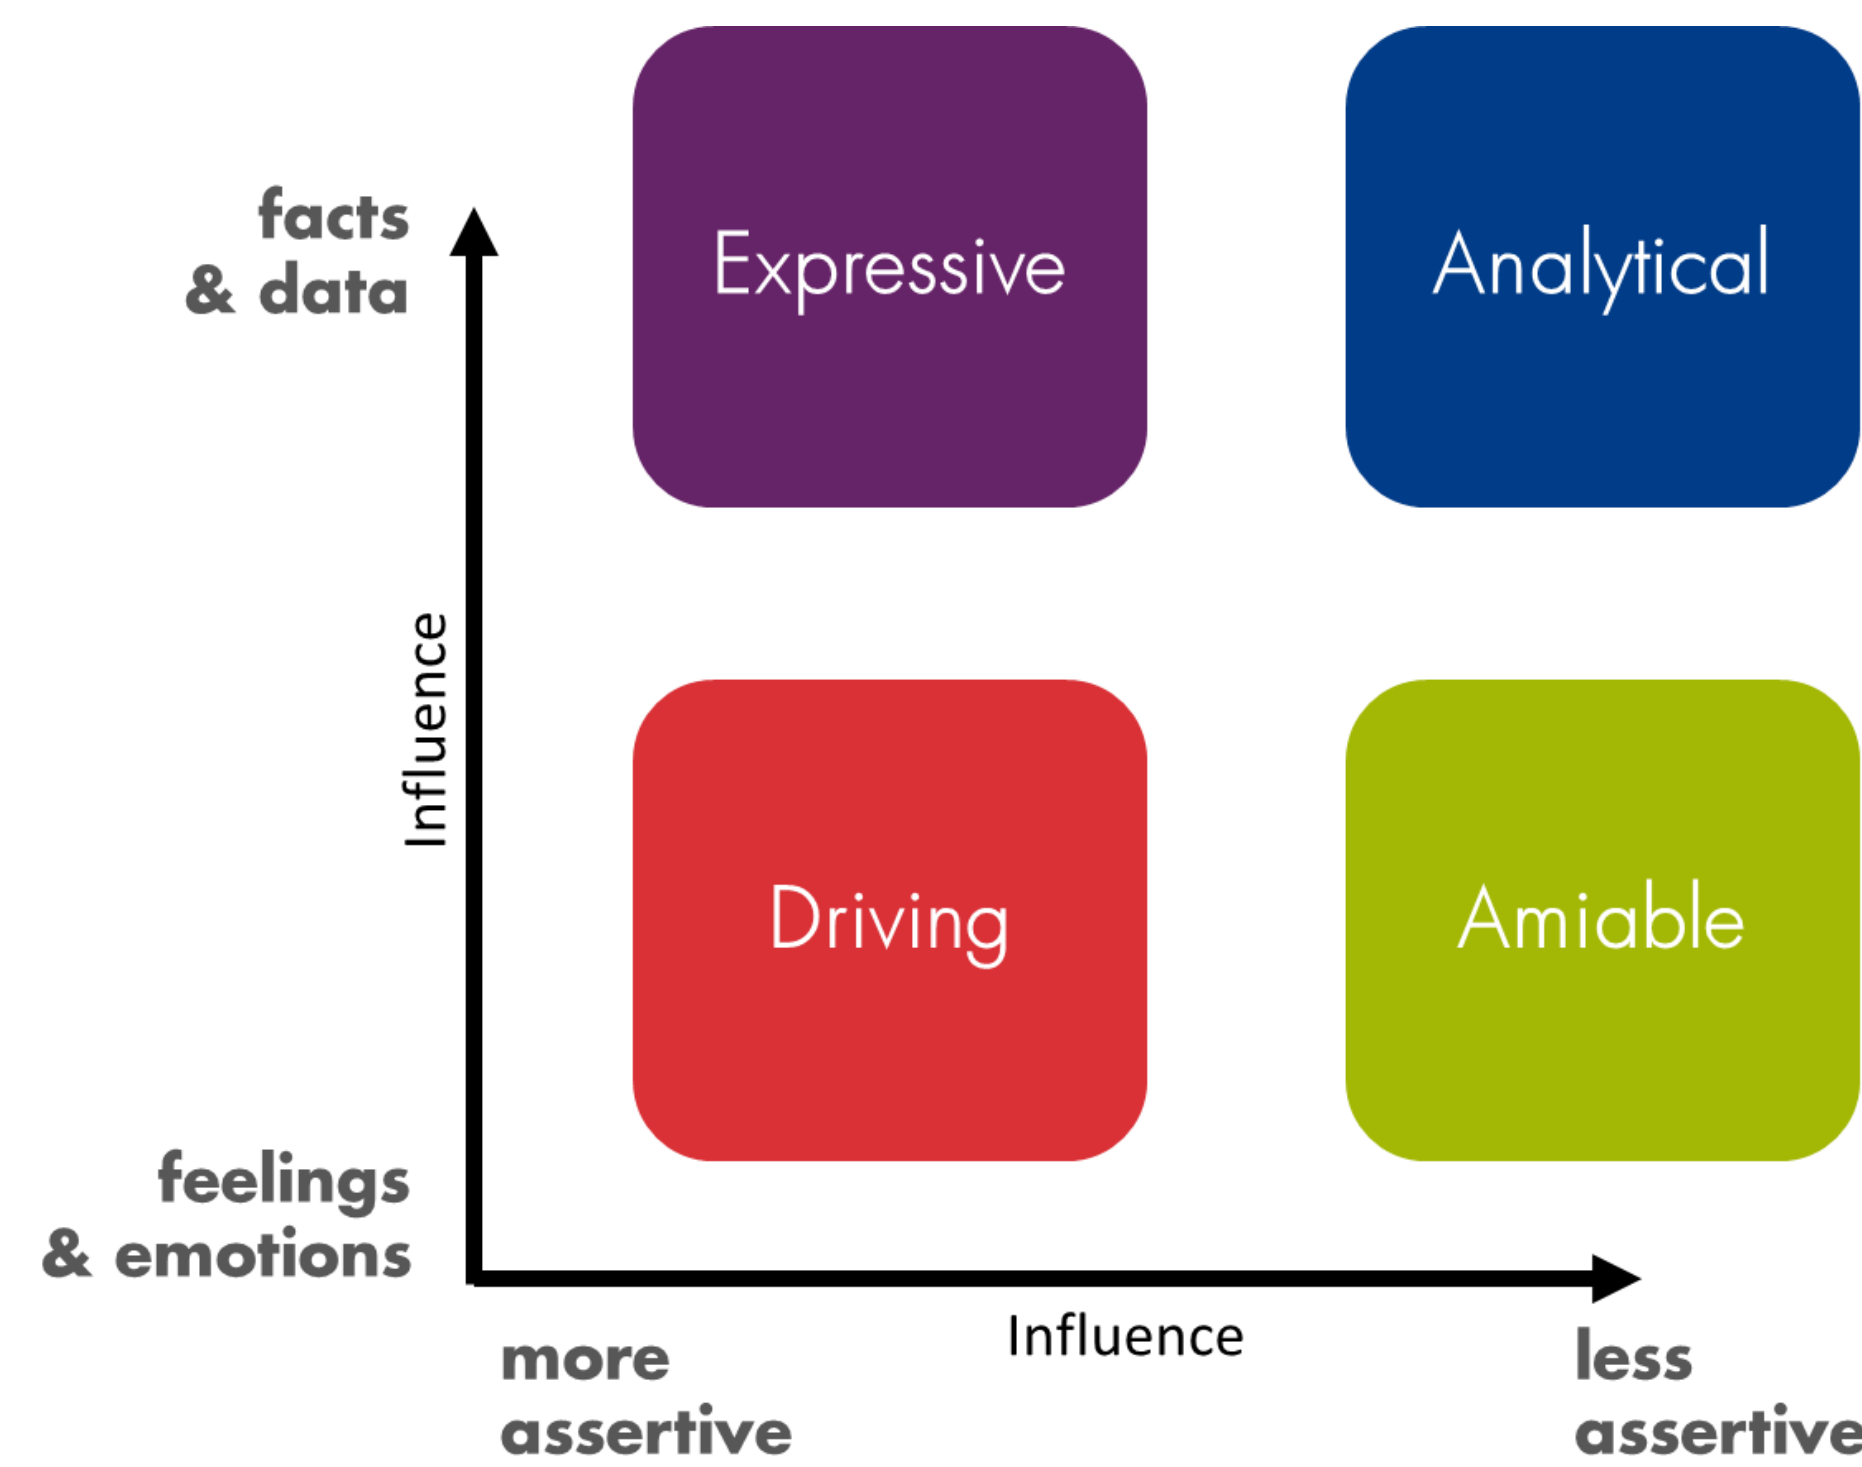 Expressive
Analytical
facts
& data
Influence
Driving
Amiable
feelings
& emotions
Influence
more
assertive
less
assertive